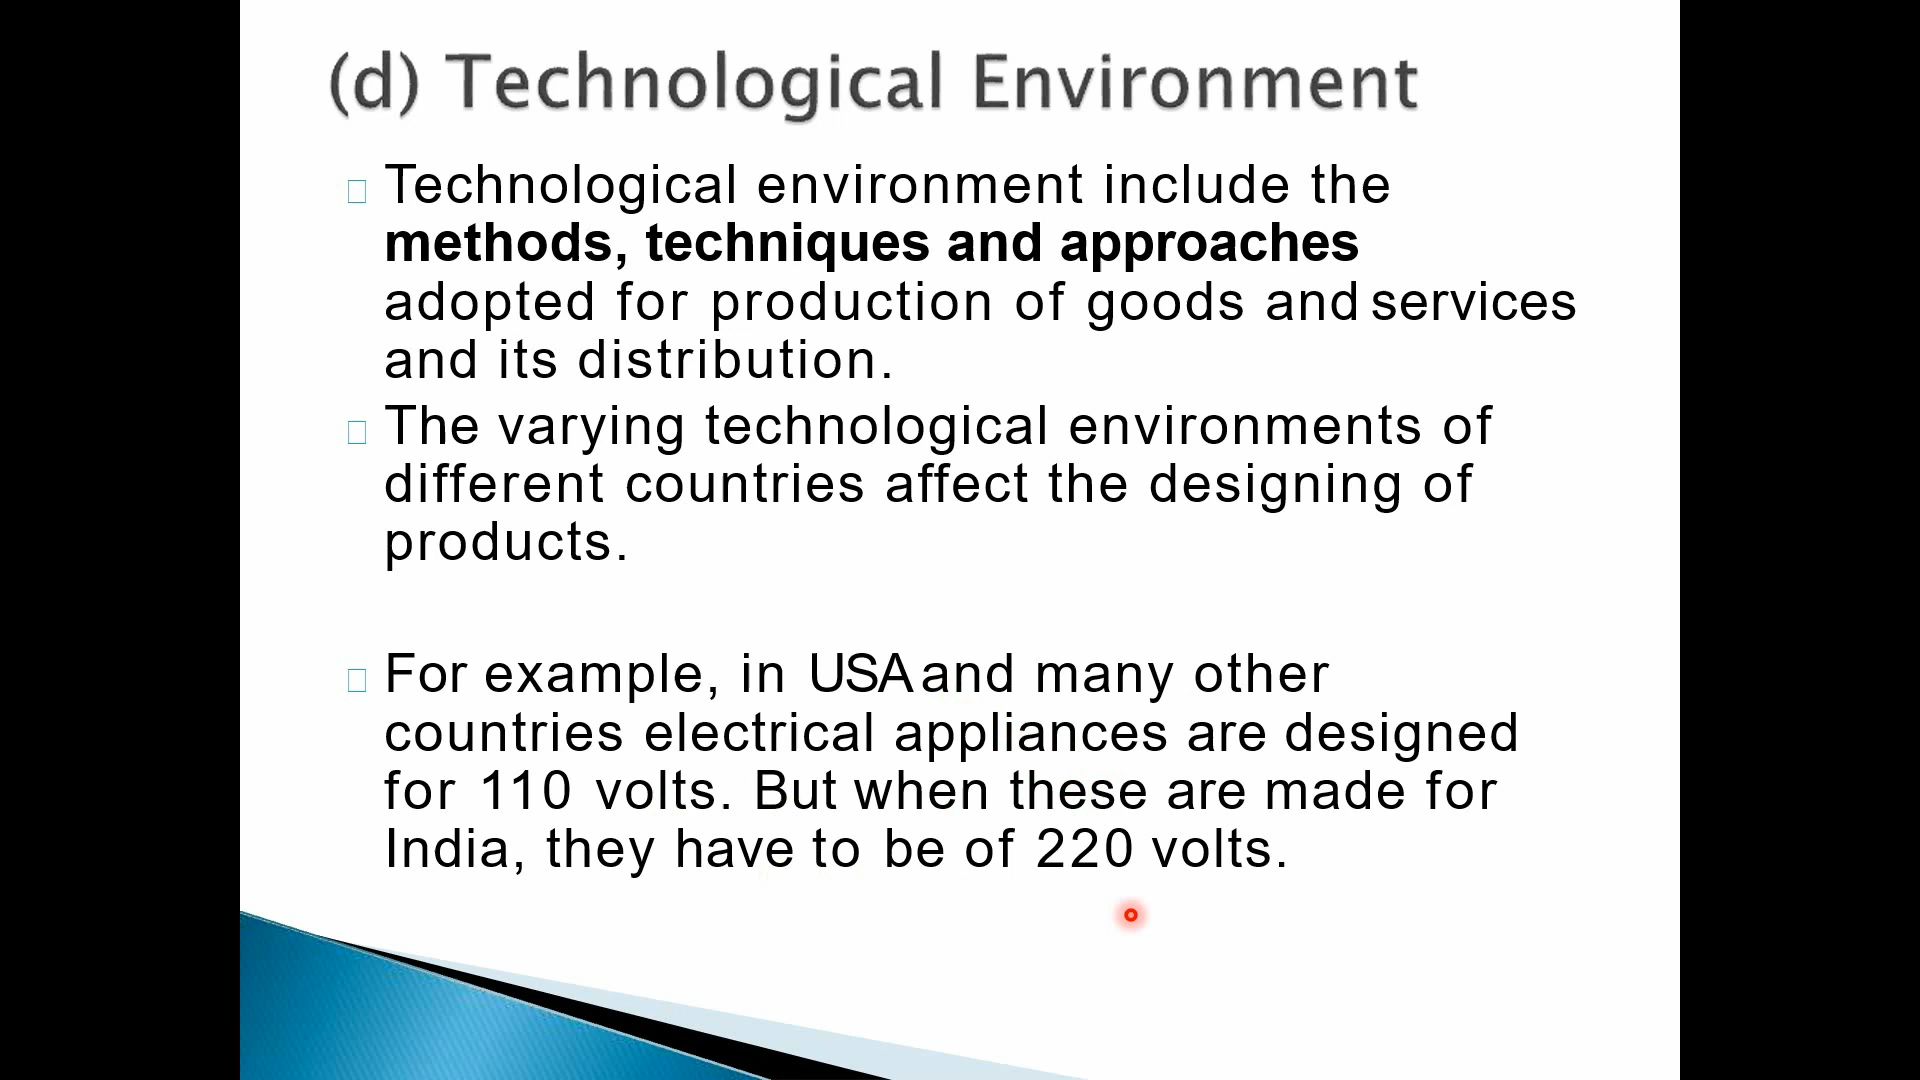 (d) Technological Environment
Technological environment include the
methods, techniques and approaches
adopted for production of goods and services
and its distribution.
The varying technological environments of
different countries affect the designing of
products.
For example, in USA and many other
countries electrical appliances are designed
for 110 volts. But when these are made for
India, they have to be of 220 volts.